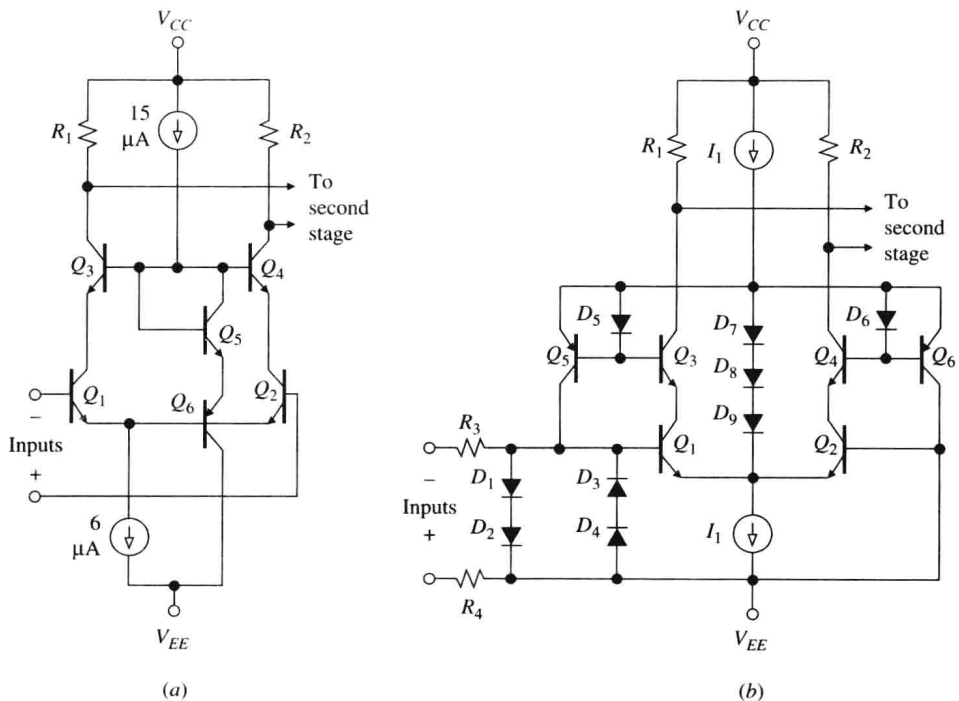 V_CC
15
µA
R_1
R_2
To
second
stage
Q_3
Q_4
Q_5
Q_1
Q_6
Q_2
–
Inputs
+
6
µA
V_EE
(a)
V_CC
R_1
I_1
R_2
To
second
stage
D_5
D_7
D_6
Q_5
Q_3
Q_4
Q_6
D_8
D_9
R_3
Q_1
Q_2
–
D_1
D_3
Inputs
+
D_2
D_4
I_1
R_4
V_EE
(b)